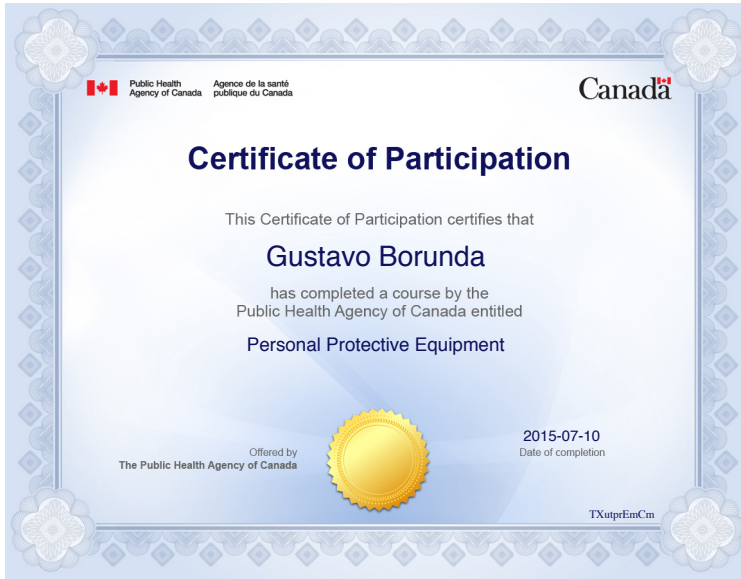 Public Health
Agency of Canada
Agence de la santé
publique du Canada
Canada
Certificate of Participation
This Certificate of Participation certifies that
Gustavo Borunda
has completed a course by the
Public Health Agency of Canada entitled
Personal Protective Equipment
Offered by
The Public Health Agency of Canada
2015-07-10
Date of completion
TXutprEmCm